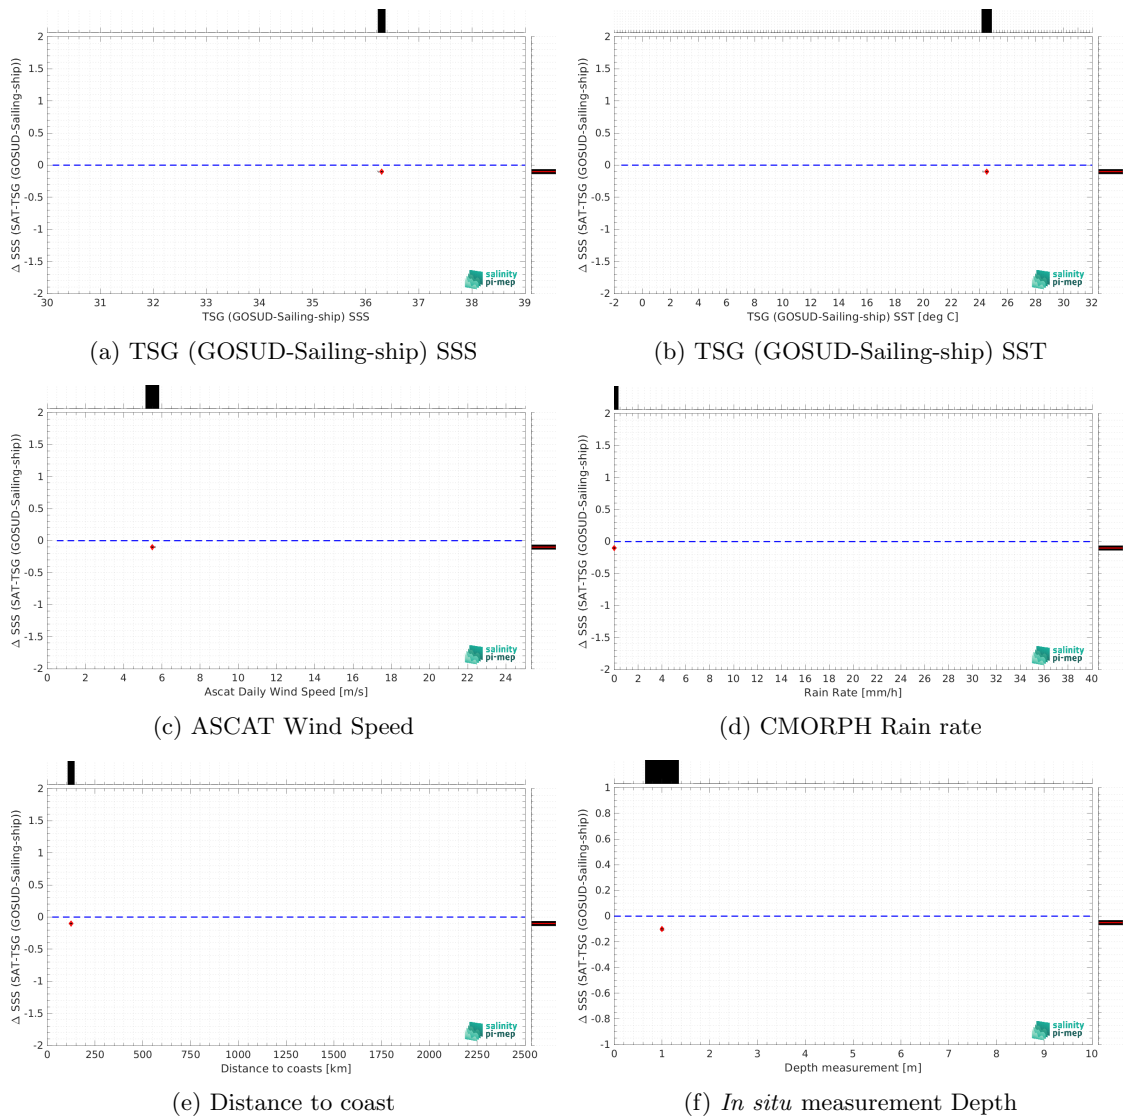 2
1.5
1
0.5
0
-0.5
-1
-1.5
-2
Δ SSS (SAT-TSG (GOSUD-Sailing-ship))
30 31 32 33 34 35 36 37 38 39
TSG (GOSUD-Sailing-ship) SSS
salinity
pi-mep
(a) TSG (GOSUD-Sailing-ship) SSS
2
1.5
1
0.5
0
-0.5
-1
-1.5
-2
Δ SSS (SAT-TSG (GOSUD-Sailing-ship))
-2 0 2 4 6 8 10 12 14 16 18 20 22 24 26 28 30 32
TSG (GOSUD-Sailing-ship) SST [deg C]
salinity
pi-mep
(b) TSG (GOSUD-Sailing-ship) SST
2
1.5
1
0.5
0
-0.5
-1
-1.5
-2
Δ SSS (SAT-TSG (GOSUD-Sailing-ship))
0 2 4 6 8 10 12 14 16 18 20 22 24
Ascat Daily Wind Speed [m/s]
salinity
pi-mep
(c) ASCAT Wind Speed
2
1.5
1
0.5
0
-0.5
-1
-1.5
-2
Δ SSS (SAT-TSG (GOSUD-Sailing-ship))
0 2 4 6 8 10 12 14 16 18 20 22 24 26 28 30 32 34 36 38 40
Rain Rate [mm/h]
salinity
pi-mep
(d) CMORPH Rain rate
2
1.5
1
0.5
0
-0.5
-1
-1.5
-2
Δ SSS (SAT-TSG (GOSUD-Sailing-ship))
0 250 500 750 1000 1250 1500 1750 2000 2250 2500
Distance to coasts [km]
salinity
pi-mep
(e) Distance to coast
1
0.8
0.6
0.4
0.2
0
-0.2
-0.4
-0.6
-0.8
-1
Δ SSS (SAT-TSG (GOSUD-Sailing-ship))
0 1 2 3 4 5 6 7 8 9 10
Depth measurement [m]
salinity
pi-mep
(f) In situ measurement Depth